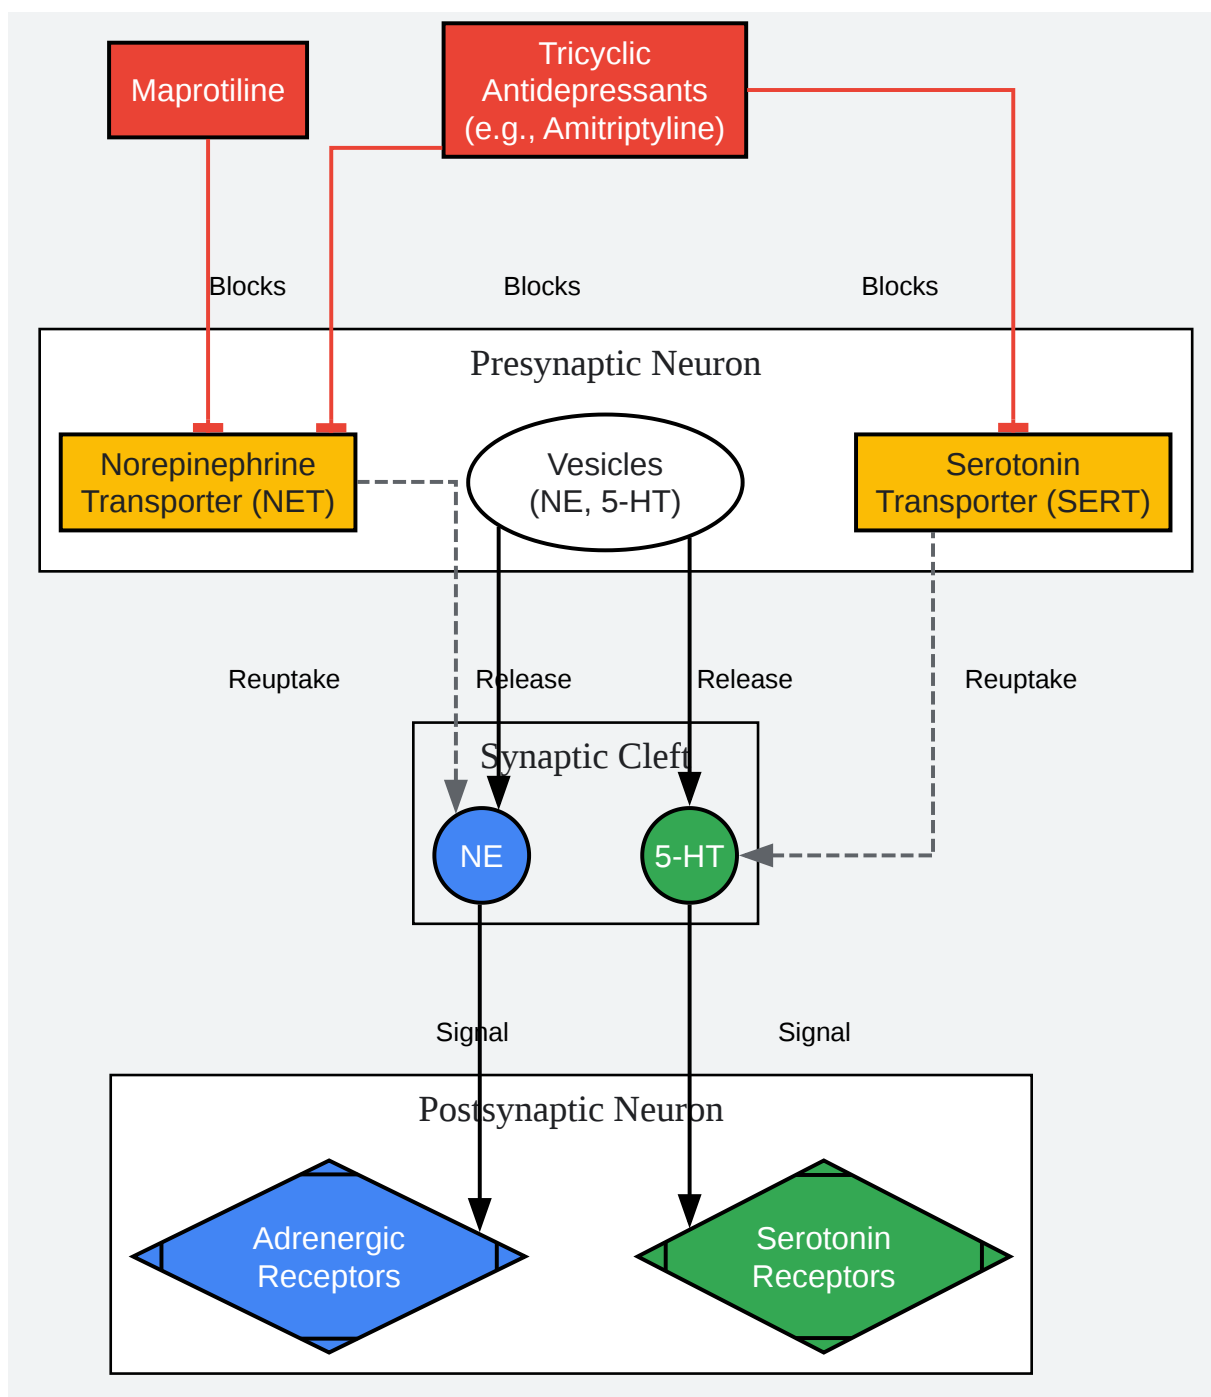 Maprotiline
Tricyclic
Antidepressants
(e.g., Amitriptyline)
Blocks
Blocks
Blocks
Presynaptic Neuron
Norepinephrine
Transporter (NET)
Vesicles
(NE, 5-HT)
Serotonin
Transporter (SERT)
Reuptake
Release
Release
Reuptake
Synaptic Cleft
NE
5-HT
Signal
Signal
Postsynaptic Neuron
Adrenergic
Receptors
Serotonin
Receptors